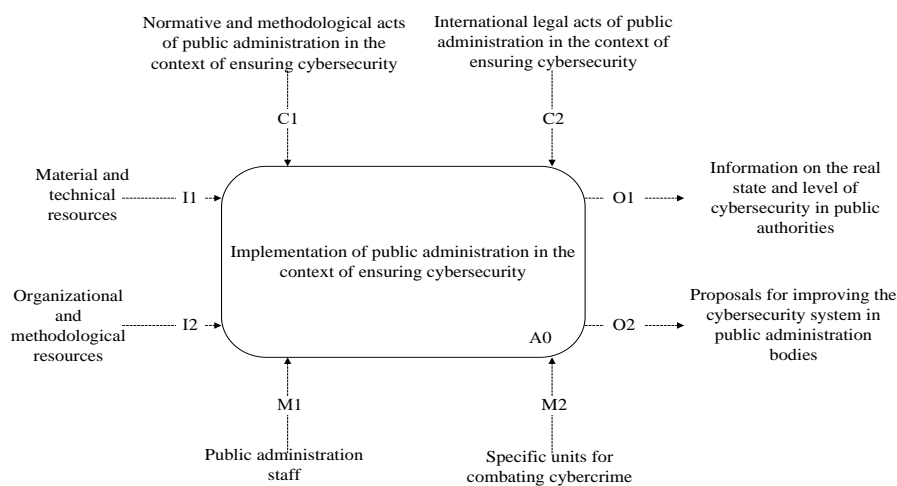 Normative and methodological acts
of public administration in the
context of ensuring cybersecurity
International legal acts of public
administration in the context of
ensuring cybersecurity
C1
C2
Material and
technical
resources
I1
O1
Information on the real
state and level of
cybersecurity in public
authorities
Implementation of public administration in the
context of ensuring cybersecurity
Organizational
and
methodological
resources
I2
A0
O2
Proposals for improving the
cybersecurity system in
public administration
bodies
M1
M2
Public administration
staff
Specific units for
combating cybercrime